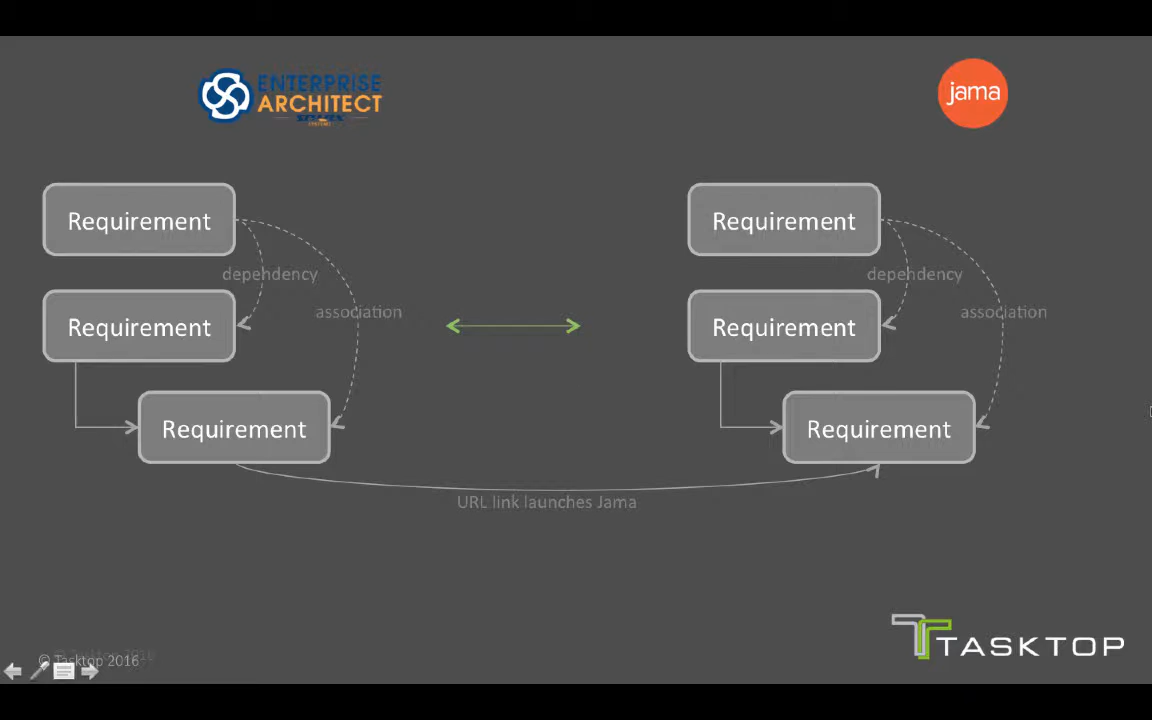 ENTERPRISE
ARCHITECT
jama
Requirement
Requirement
dependency
dependency
association
association
Requirement
Requirement
Requirement
Requirement
URL link launches Jama
TASKTOP
© Tasktop 2016